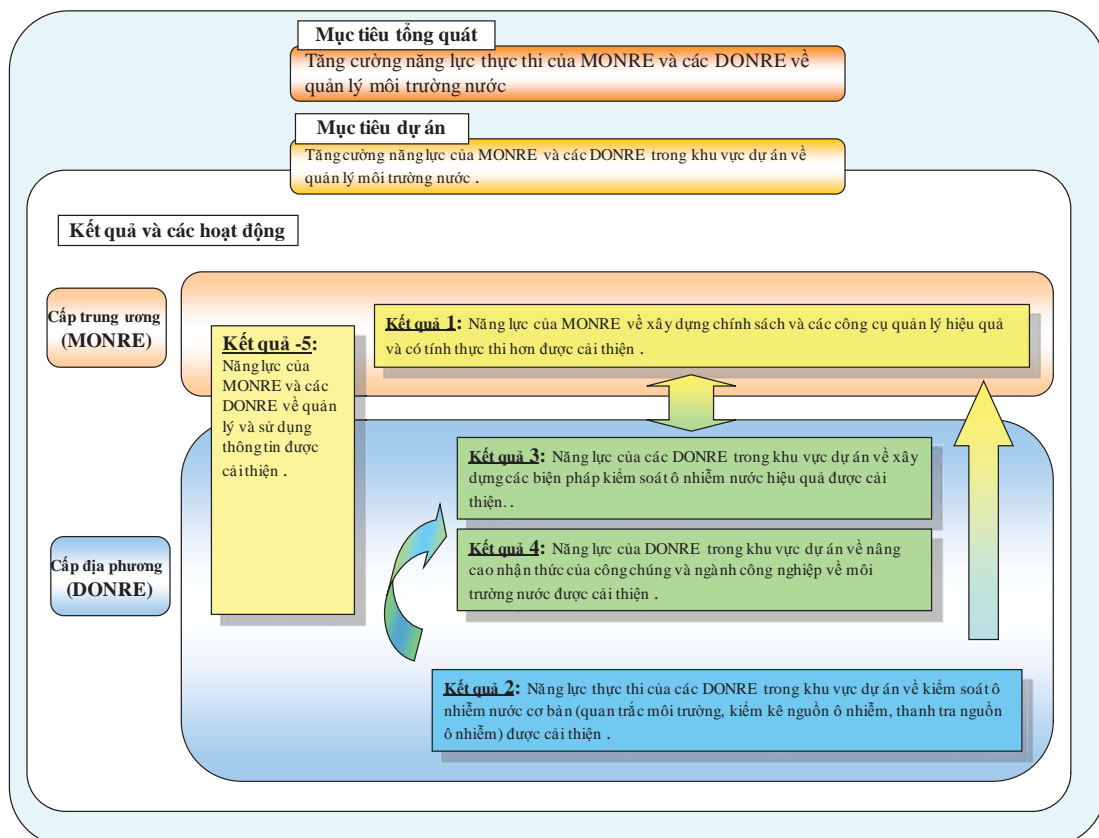 Mục tiêu tổng quát
Tăng cường năng lực thực thi của MONRE và các DONRE về
quản lý môi trường nước
Mục tiêu dự án
Tăng cường năng lực của MONRE và các DONRE trong khu vực dự án về
quản lý môi trường nước .
Kết quả và các hoạt động
Cấp trung ương
(MONRE)
Kết quả 1: Năng lực của MONRE về xây dựng chính sách và các công cụ quản lý hiệu quả
và có tính thực thi hơn được cải thiện .
Kết quả -5:
Năng lực của
MONRE và các
DONRE về quản
lý và sử dụng
thông tin được
cải thiện .
Kết quả 3: Năng lực của các DONRE trong khu vực dự án về xây
dựng các biện pháp kiểm soát ô nhiễm nước hiệu quả được cải
thiện. .
Cấp địa phương
(DONRE)
Kết quả 4: Năng lực của DONRE trong khu vực dự án về nâng
cao nhận thức của công chúng và ngành công nghiệp về môi
trường nước được cải thiện .
Kết quả 2: Năng lực thực thi của các DONRE trong khu vực dự án về kiểm soát ô
nhiễm nước cơ bản (quan trắc môi trường, kiểm kê nguồn ô nhiễm, thanh tra nguồn
ô nhiễm) được cải thiện .